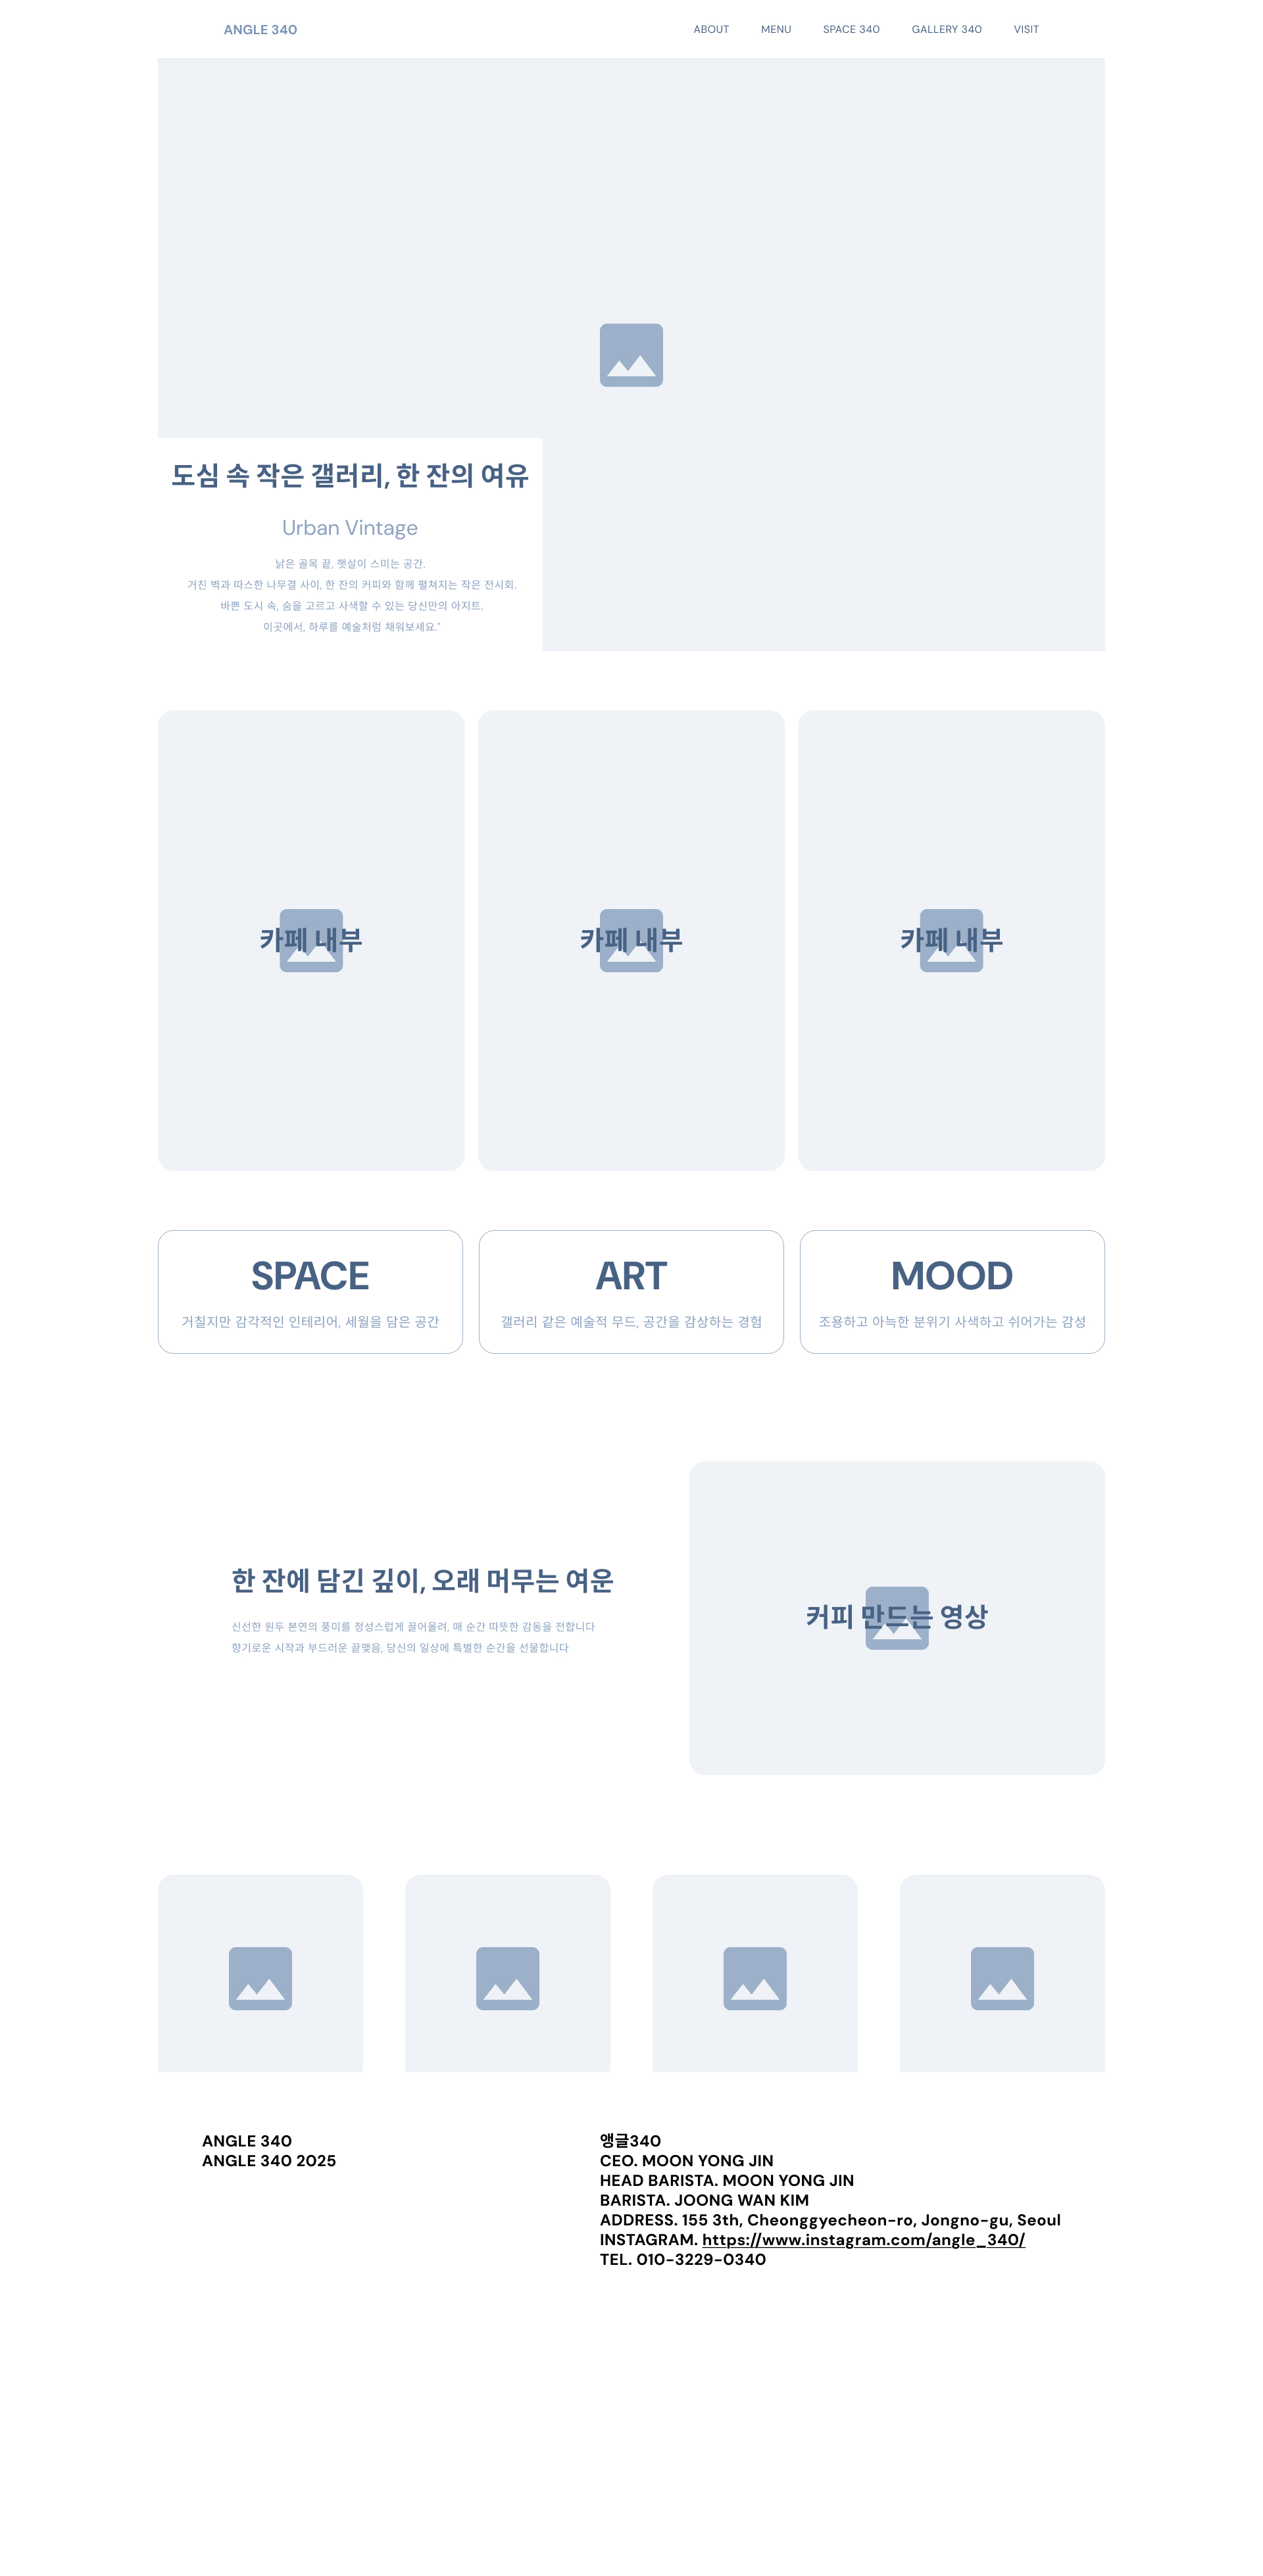 ANGLE 340
ABOUT MENU SPACE 340 GALLERY 340 VISIT
도심 속 작은 갤러리, 한 잔의 여유
Urban Vintage
낡은 골목 끝, 햇살이 스미는 공간.
거친 벽과 따스한 나무결 사이, 한 잔의 커피와 함께 펼쳐지는 작은 전시회.
바쁜 도시 속, 숨을 고르고 사색할 수 있는 당신만의 아지트.
이곳에서, 하루를 예술처럼 채워보세요."
카페 내부
카페 내부
카페 내부
SPACE
거칠지만 감각적인 인테리어, 세월을 담은 공간
ART
갤러리 같은 예술적 무드, 공간을 감상하는 경험
MOOD
조용하고 아늑한 분위기 사색하고 쉬어가는 감성
한 잔에 담긴 깊이, 오래 머무는 여운
신선한 원두 본연의 풍미를 정성스럽게 끌어올려, 매 순간 따뜻한 감동을 전합니다
향기로운 시작과 부드러운 끝맺음, 당신의 일상에 특별한 순간을 선물합니다
커피 만드는 영상
ANGLE 340
ANGLE 340 2025
앵글340
CEO. MOON YONG JIN
HEAD BARISTA. MOON YONG JIN
BARISTA. JOONG WAN KIM
ADDRESS. 155 3th, Cheonggyecheon-ro, Jongno-gu, Seoul
INSTAGRAM. https://www.instagram.com/angle_340/
TEL. 010-3229-0340